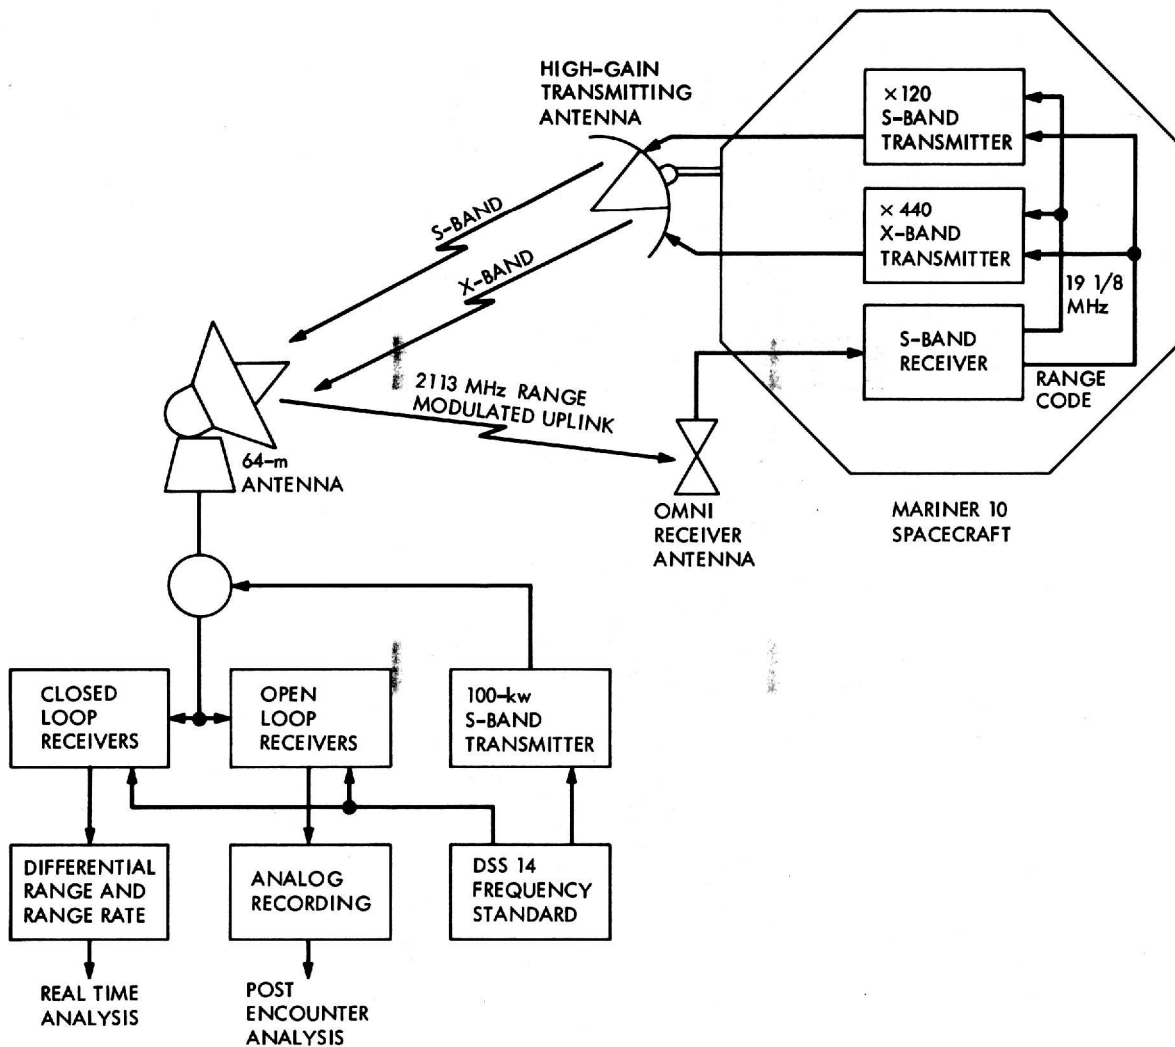 HIGH-GAIN
TRANSMITTING
ANTENNA
×120
S-BAND
TRANSMITTER
× 440
X-BAND
TRANSMITTER
19 1/8
MHz
S-BAND
RECEIVER
RANGE
CODE
S-BAND
X-BAND
2113 MHz RANGE
MODULATED UPLINK
64-m
ANTENNA
OMNI
RECEIVER
ANTENNA
MARINER 10
SPACECRAFT
CLOSED
LOOP
RECEIVERS
OPEN
LOOP
RECEIVERS
100-kw
S-BAND
TRANSMITTER
DIFFERENTIAL
RANGE AND
RANGE RATE
ANALOG
RECORDING
DSS 14
FREQUENCY
STANDARD
REAL TIME
ANALYSIS
POST
ENCOUNTER
ANALYSIS